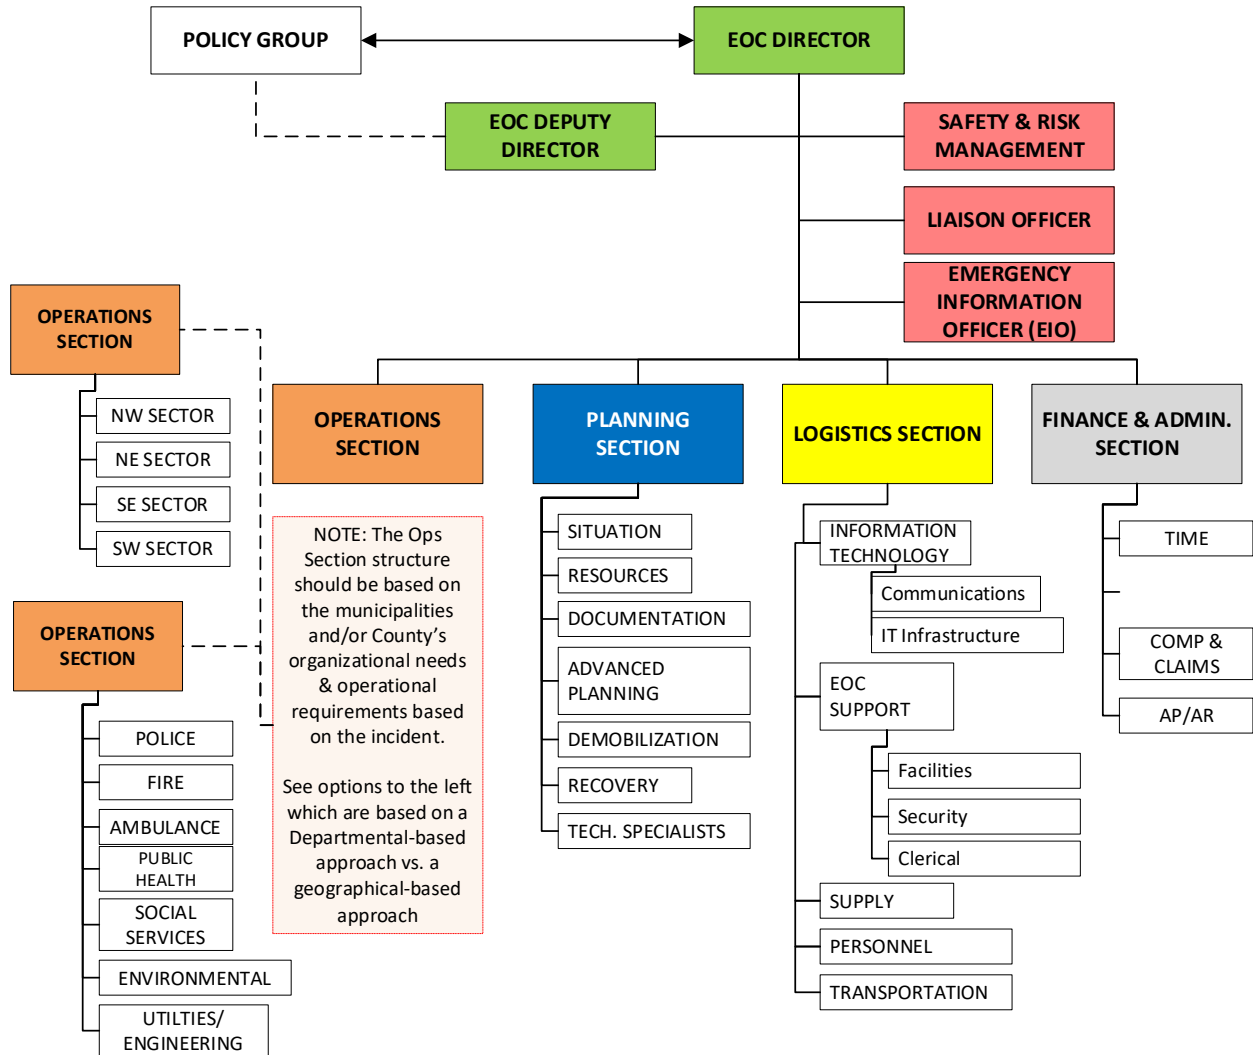 POLICY GROUP
EOC DIRECTOR
EOC DEPUTY
DIRECTOR
SAFETY & RISK
MANAGEMENT
LIAISON OFFICER
EMERGENCY
INFORMATION
OFFICER (EIO)
OPERATIONS
SECTION
NW SECTOR
NE SECTOR
SE SECTOR
SW SECTOR
OPERATIONS
SECTION
POLICE
FIRE
AMBULANCE
PUBLIC
HEALTH
SOCIAL
SERVICES
ENVIRONMENTAL
UTILTIES/
ENGINEERING
OPERATIONS
SECTION
NOTE: The Ops
Section structure
should be based on
the municipalities
and/or County’s
organizational needs
& operational
requirements based
on the incident.
See options to the left
which are based on a
Departmental-based
approach vs. a
geographical-based
approach
PLANNING
SECTION
SITUATION
RESOURCES
DOCUMENTATION
ADVANCED
PLANNING
DEMOBILIZATION
RECOVERY
TECH. SPECIALISTS
LOGISTICS SECTION
INFORMATION
TECHNOLOGY
Communications
IT Infrastructure
EOC
SUPPORT
Facilities
Security
Clerical
SUPPLY
PERSONNEL
TRANSPORTATION
FINANCE & ADMIN.
SECTION
TIME
COMP &
CLAIMS
AP/AR